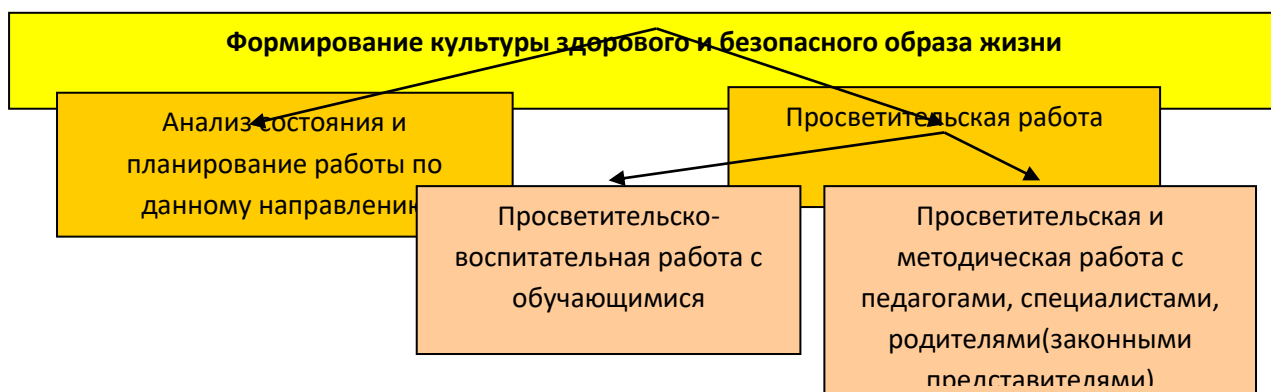 Формирование культуры здорового и безопасного образа жизни
Анализ состояния и
планирование работы по
данному направлению
Просветительская работа
Просветительско-
воспитательная работа с
обучающимися
Просветительская и
методическая работа с
педагогами, специалистами,
родителями(законными
представителями)